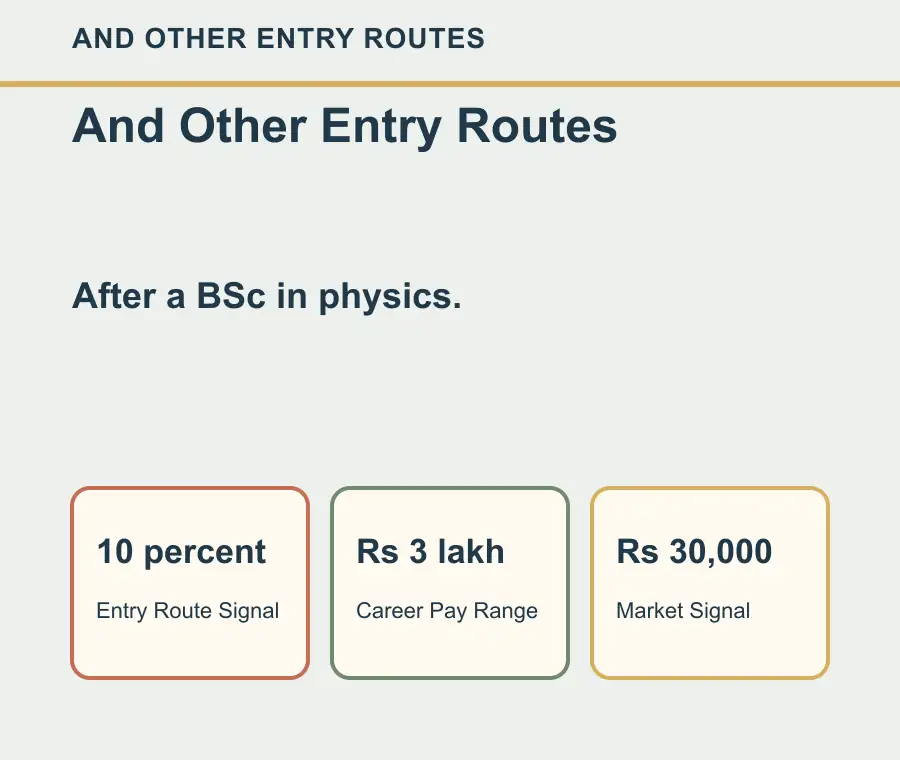 AND OTHER ENTRY ROUTES
And Other Entry Routes
After a BSc in physics.
10 percent
Entry Route Signal
Rs 3 lakh
Career Pay Range
Rs 30,000
Market Signal